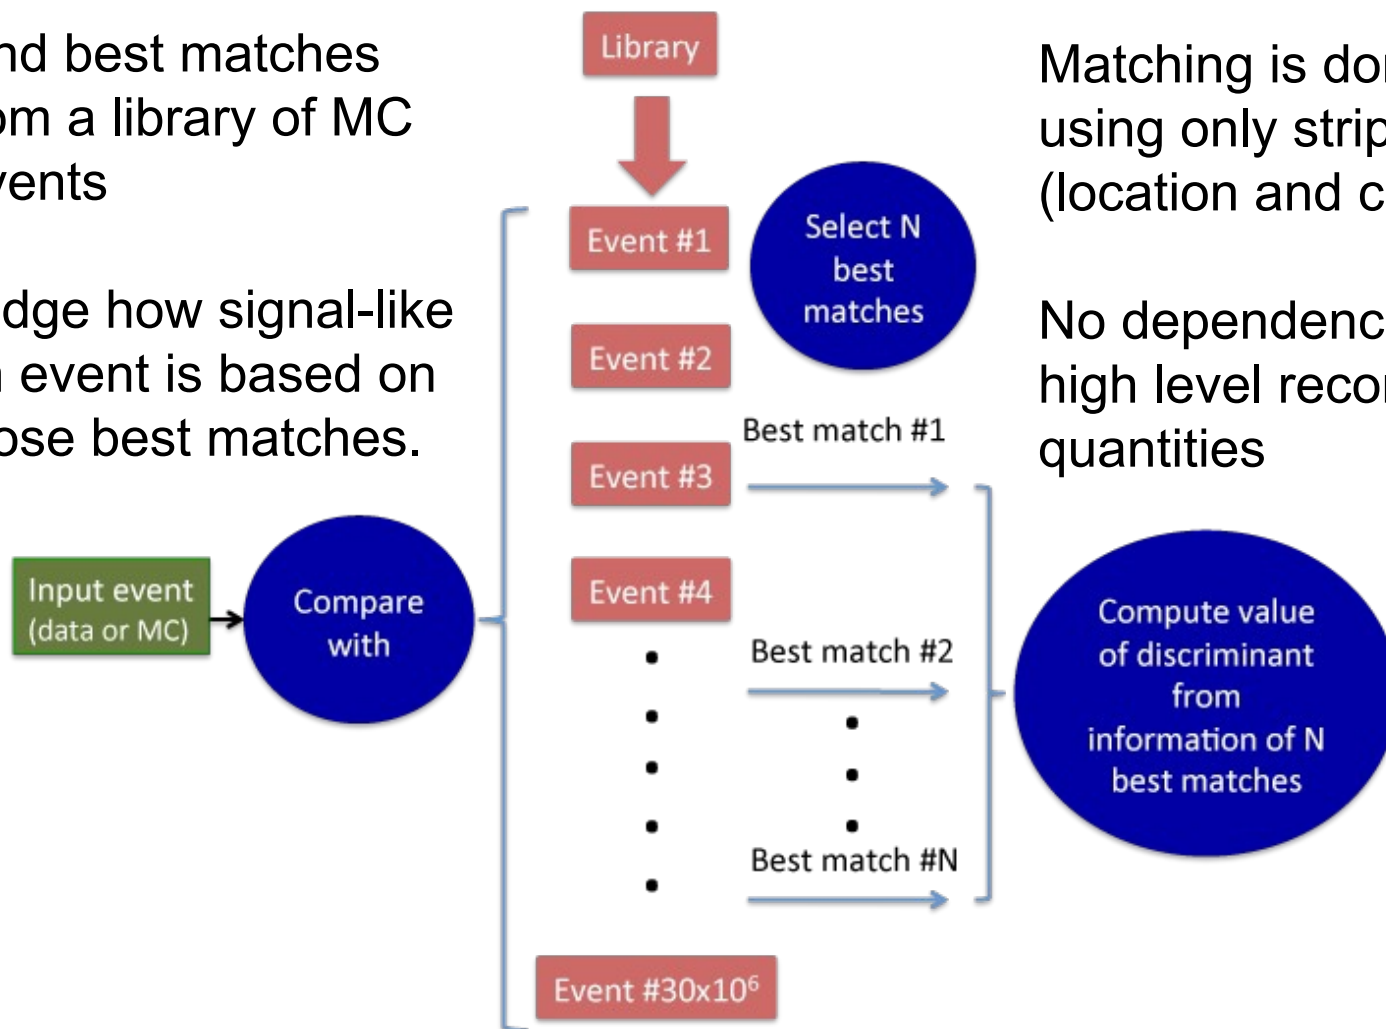 nd best matches
om a library of MC
vents
dge how signal-like
n event is based on
ose best matches.
Library
Event #1
Event #2
Event #3
Event #4
Event #30x10⁶
Select N
best
matches
Input event
(data or MC)
Compare
with
Best match #1
Best match #2
Best match #N
Matching is don
using only strip
(location and c
No dependenc
high level recon
quantities
Compute value
of discriminant
from
information of N
best matches